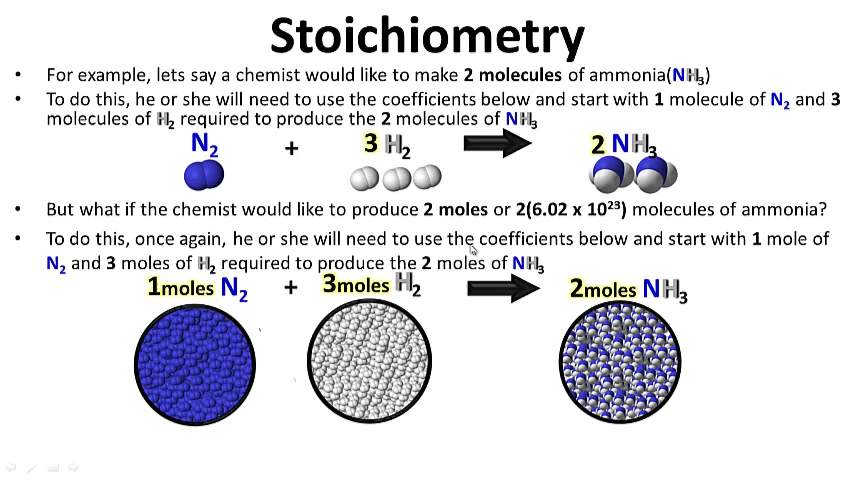 Stoichiometry
• For example, lets say a chemist would like to make 2 molecules of ammonia(NH₃)
• To do this, he or she will need to use the coefficients below and start with 1 molecule of N₂ and 3
molecules of H₂ required to produce the 2 molecules of NH₃
N₂ + 3 H₂ 2 NH₃
• But what if the chemist would like to produce 2 moles or 2(6.02 x 10²³) molecules of ammonia?
• To do this, once again, he or she will need to use the coefficients below and start with 1 mole of
N₂ and 3 moles of H₂ required to produce the 2 moles of NH₃
1moles N₂ + 3moles H₂ 2moles NH₃